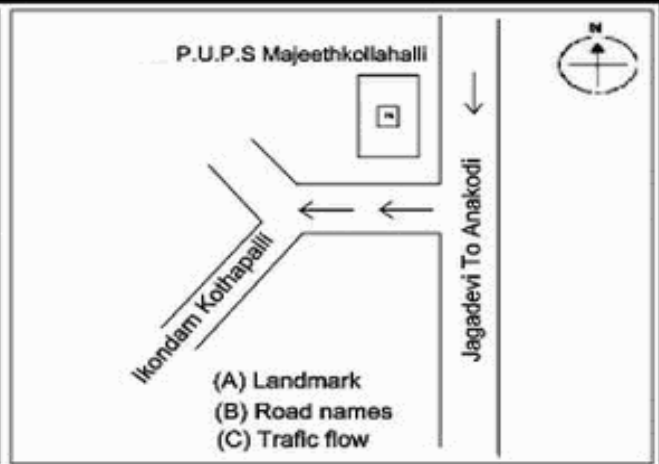 N
P.U.P.S Majeethkollahalli
Jagadevi To Anakodi
Ikondam Kothapalli
(A) Landmark
(B) Road names
(C) Trafic flow